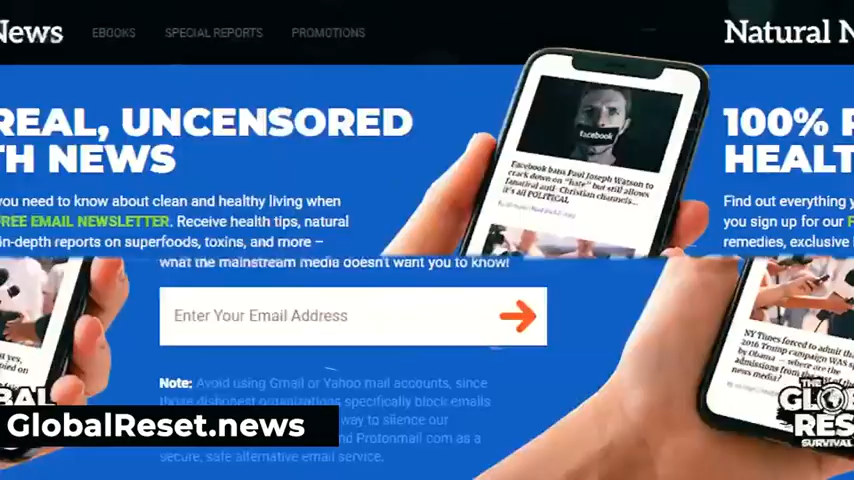 News EBOOKS SPECIAL REPORTS PROMOTIONS Natural N
REAL, UNCENSORED
TH NEWS
you need to know about clean and healthy living when
FREE EMAIL NEWSLETTER. Receive health tips, natural
in-depth reports on superfoods, toxins, and more –
what the mainstream media doesn't want you to know!
Enter Your Email Address
Note: Avoid using Gmail or Yahoo mail accounts, since
those dishonest organizations specifically block emails
way to silence our
nd Protonmail com as a
secure, safe alternative email service.
facebook
Facebook bans Paul Joseph Watson to
crack down on "hate" but still allows
fanatical anti-Christian channels...
it's all POLITICAL
100% R
HEALT
Find out everything y
you sign up for our F
remedies, exclusive i
NY Times forced to admit tha
2016 Trump campaign WAS s
by Obama – where are the
admissions from the
news media?
THE
GLOB
RES
SURVIVAL
BAL
GlobalReset.news